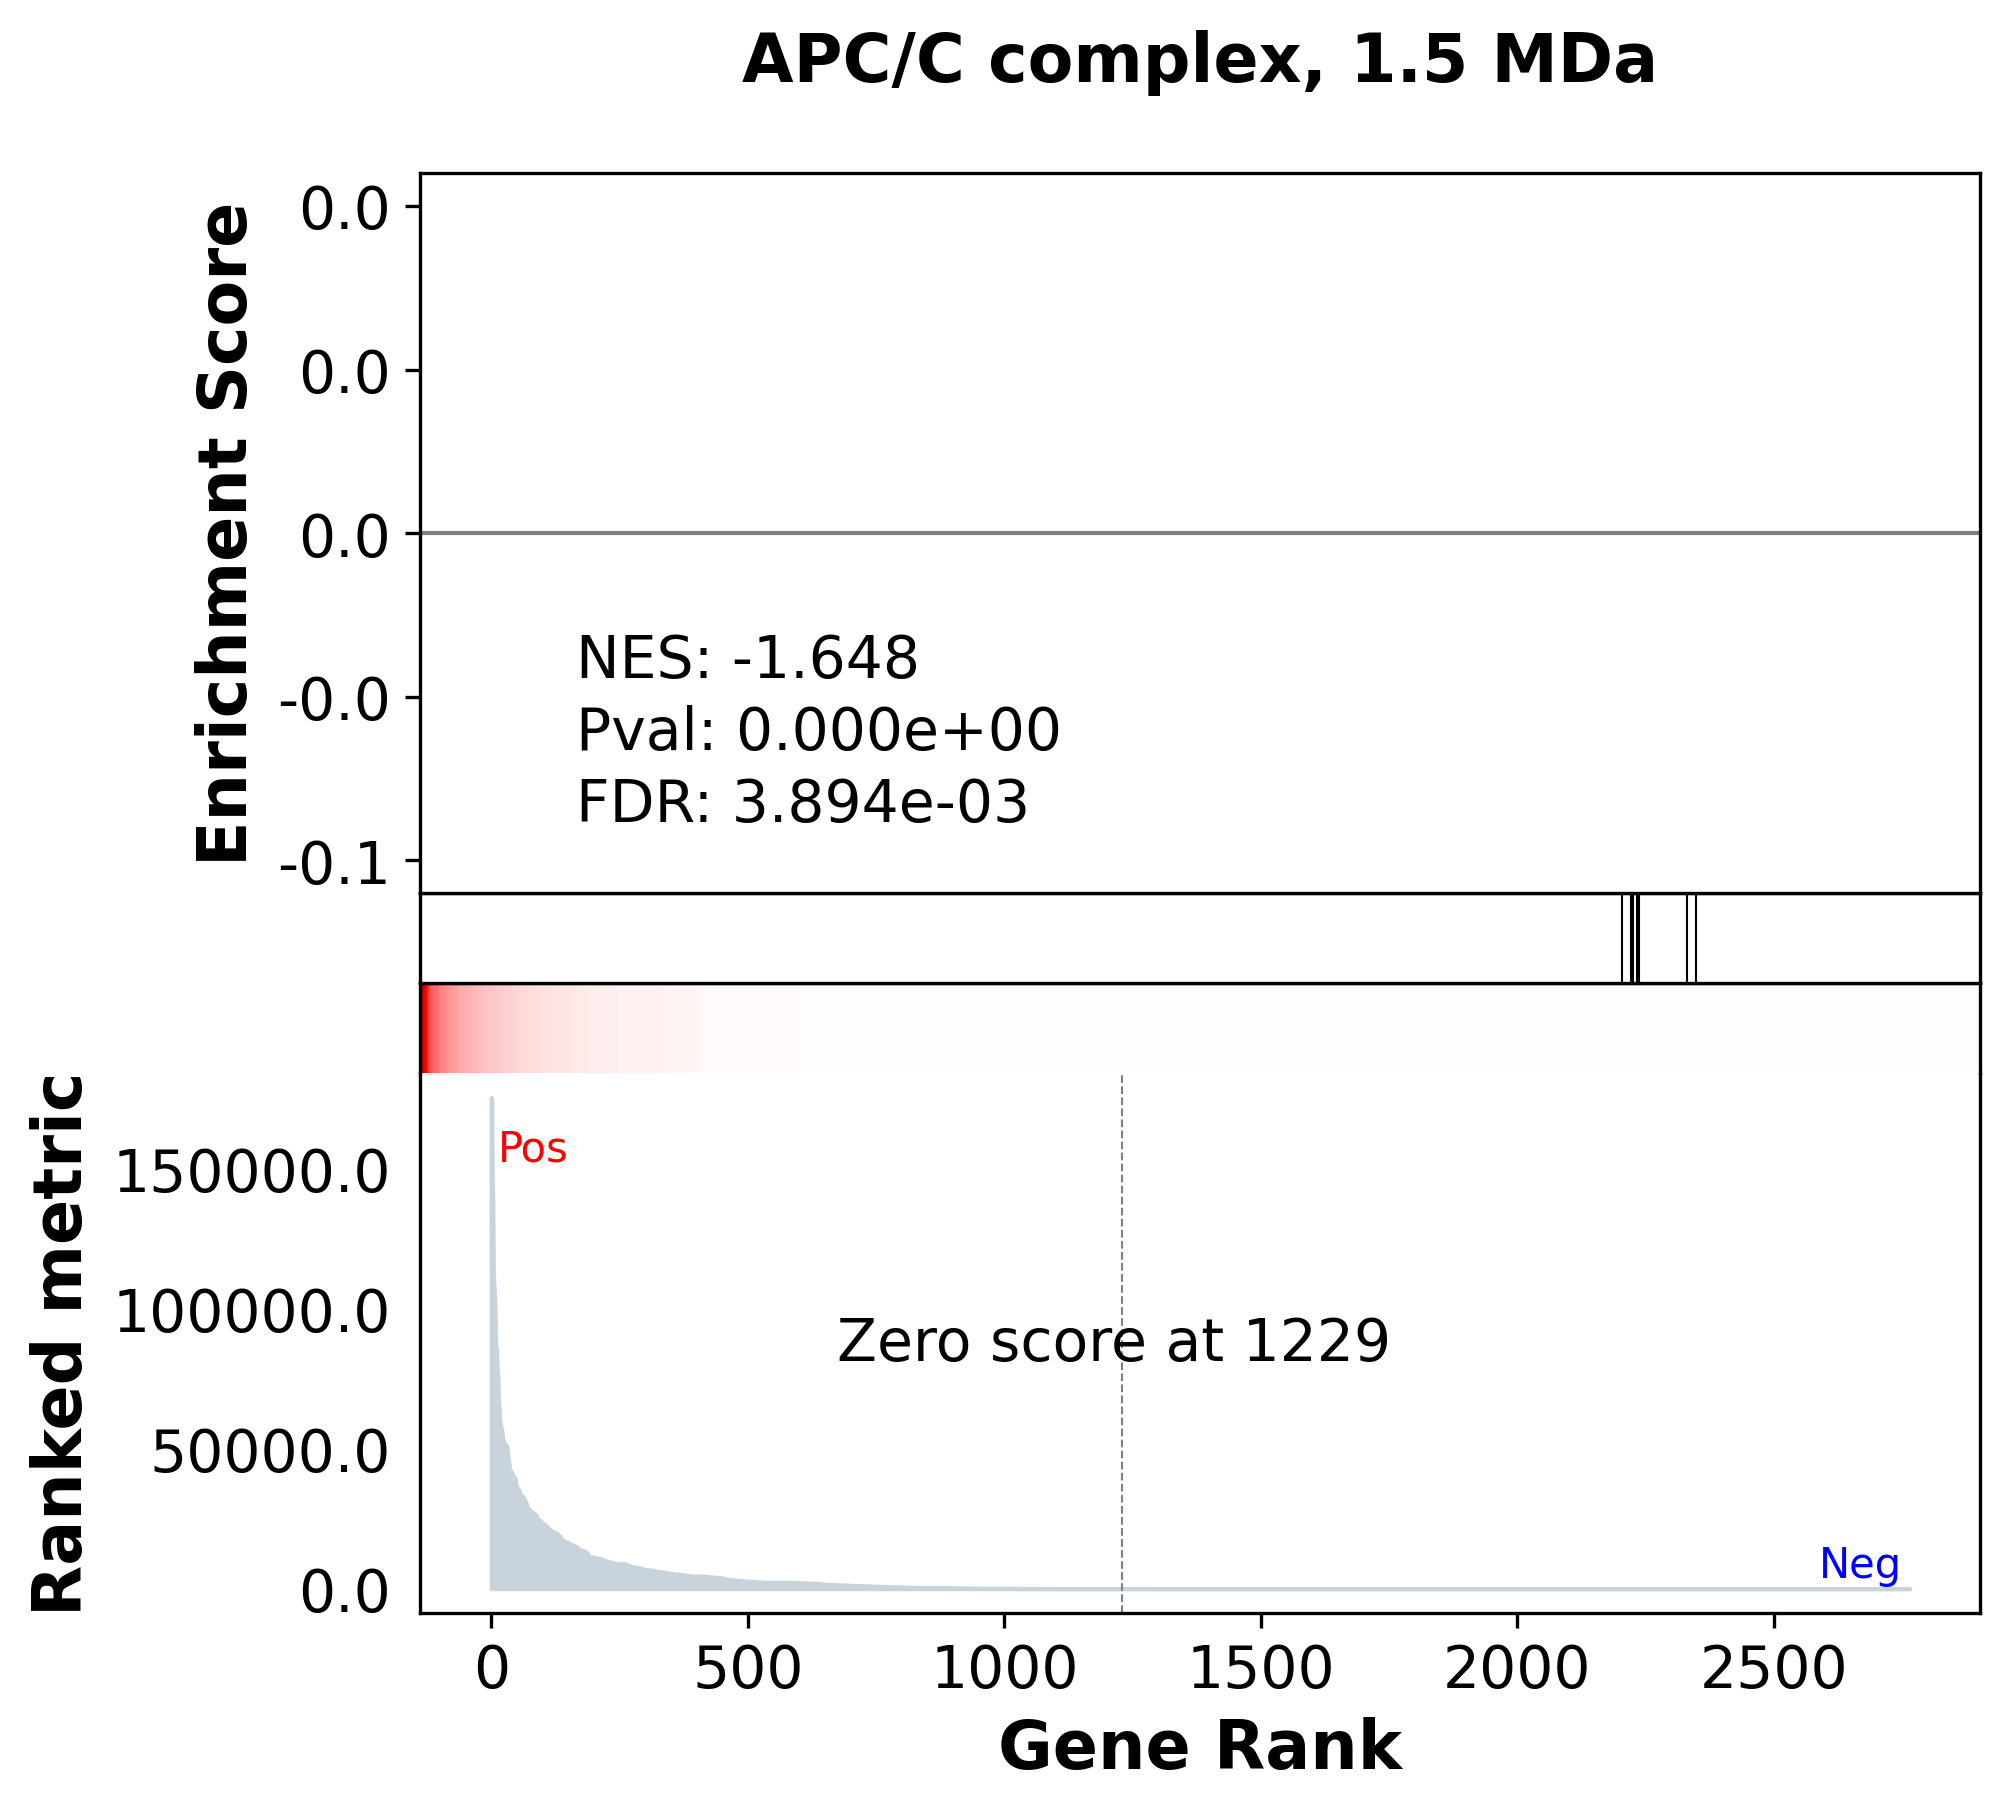 APC/C complex, 1.5 MDa
Enrichment Score
0.0
0.0
0.0
-0.0
-0.1
NES: -1.648
Pval: 0.000e+00
FDR: 3.894e-03
Ranked metric
150000.0
100000.0
50000.0
0.0
Pos
Zero score at 1229
Neg
0 500 1000 1500 2000 2500
Gene Rank